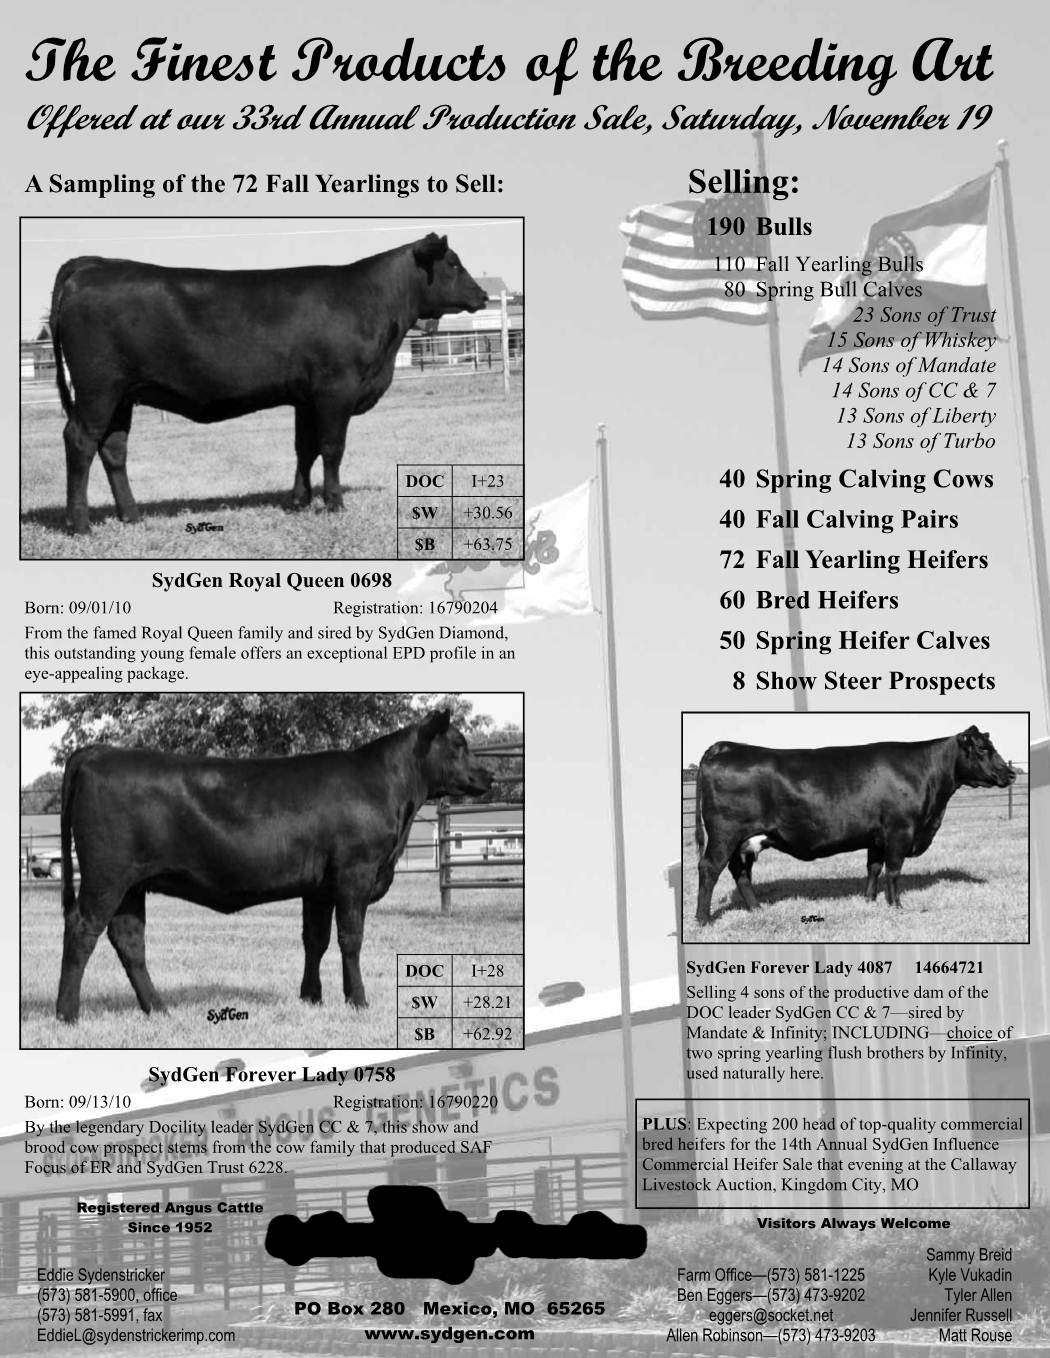 The Finest Products of the Breeding Art
Offered at our 33rd Annual Production Sale, Saturday, November 19
A Sampling of the 72 Fall Yearlings to Sell:
SydGen
DOC I+23
$W +30.56
$B +63.75
SydGen Royal Queen 0698
Born: 09/01/10 Registration: 16790204
From the famed Royal Queen family and sired by SydGen Diamond,
this outstanding young female offers an exceptional EPD profile in an
eye-appealing package.
SydGen
DOC I+28
$W +28.21
$B +62.92
SydGen Forever Lady 0758
Born: 09/13/10 Registration: 16790220
By the legendary Docility leader SydGen CC & 7, this show and
brood cow prospect stems from the cow family that produced SAF
Focus of ER and SydGen Trust 6228.
Selling:
190 Bulls
110 Fall Yearling Bulls
80 Spring Bull Calves
23 Sons of Trust
15 Sons of Whiskey
14 Sons of Mandate
14 Sons of CC & 7
13 Sons of Liberty
13 Sons of Turbo
40 Spring Calving Cows
40 Fall Calving Pairs
72 Fall Yearling Heifers
60 Bred Heifers
50 Spring Heifer Calves
8 Show Steer Prospects
SydGen
SydGen Forever Lady 4087 14664721
Selling 4 sons of the productive dam of the
DOC leader SydGen CC & 7—sired by
Mandate & Infinity; INCLUDING—choice of
two spring yearling flush brothers by Infinity,
used naturally here.
PLUS: Expecting 200 head of top-quality commercial
bred heifers for the 14th Annual SydGen Influence
Commercial Heifer Sale that evening at the Callaway
Livestock Auction, Kingdom City, MO
SYDENSTRICKER ANGUS GENETICS
Registered Angus Cattle
Since 1952
Visitors Always Welcome
Eddie Sydenstricker
(573) 581-5900, office
(573) 581-5991, fax
EddieL@sydenstrickerimp.com
PO Box 280 Mexico, MO 65265
www.sydgen.com
Farm Office—(573) 581-1225
Ben Eggers—(573) 473-9202
eggers@socket.net
Allen Robinson—(573) 473-9203
Sammy Breid
Kyle Vukadin
Tyler Allen
Jennifer Russell
Matt Rouse